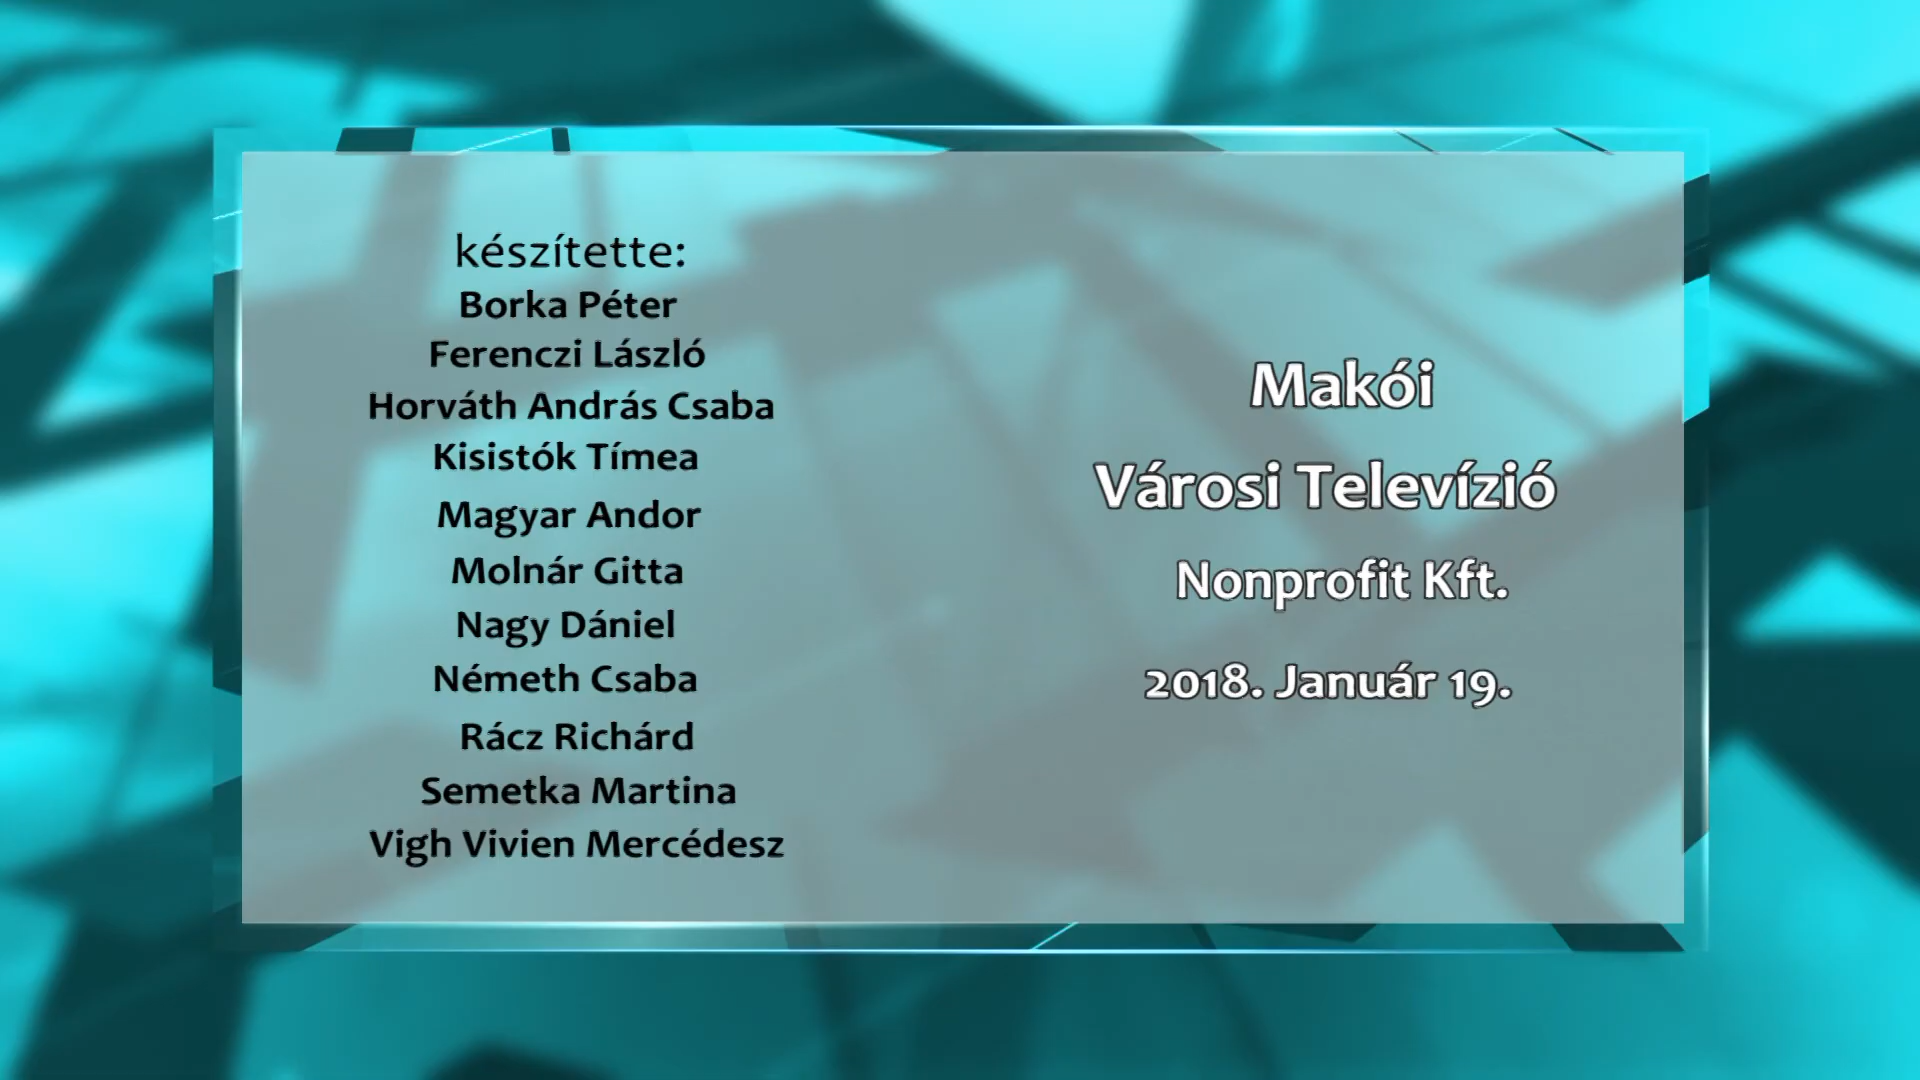 készítette:
Borka Péter
Ferenczi László
Horváth András Csaba
Kisistók Tímea
Magyar Andor
Molnár Gitta
Nagy Dániel
Németh Csaba
Rácz Richárd
Semetka Martina
Vigh Vivien Mercédesz
Makói
Városi Televízió
Nonprofit Kft.
2018. Január 19.